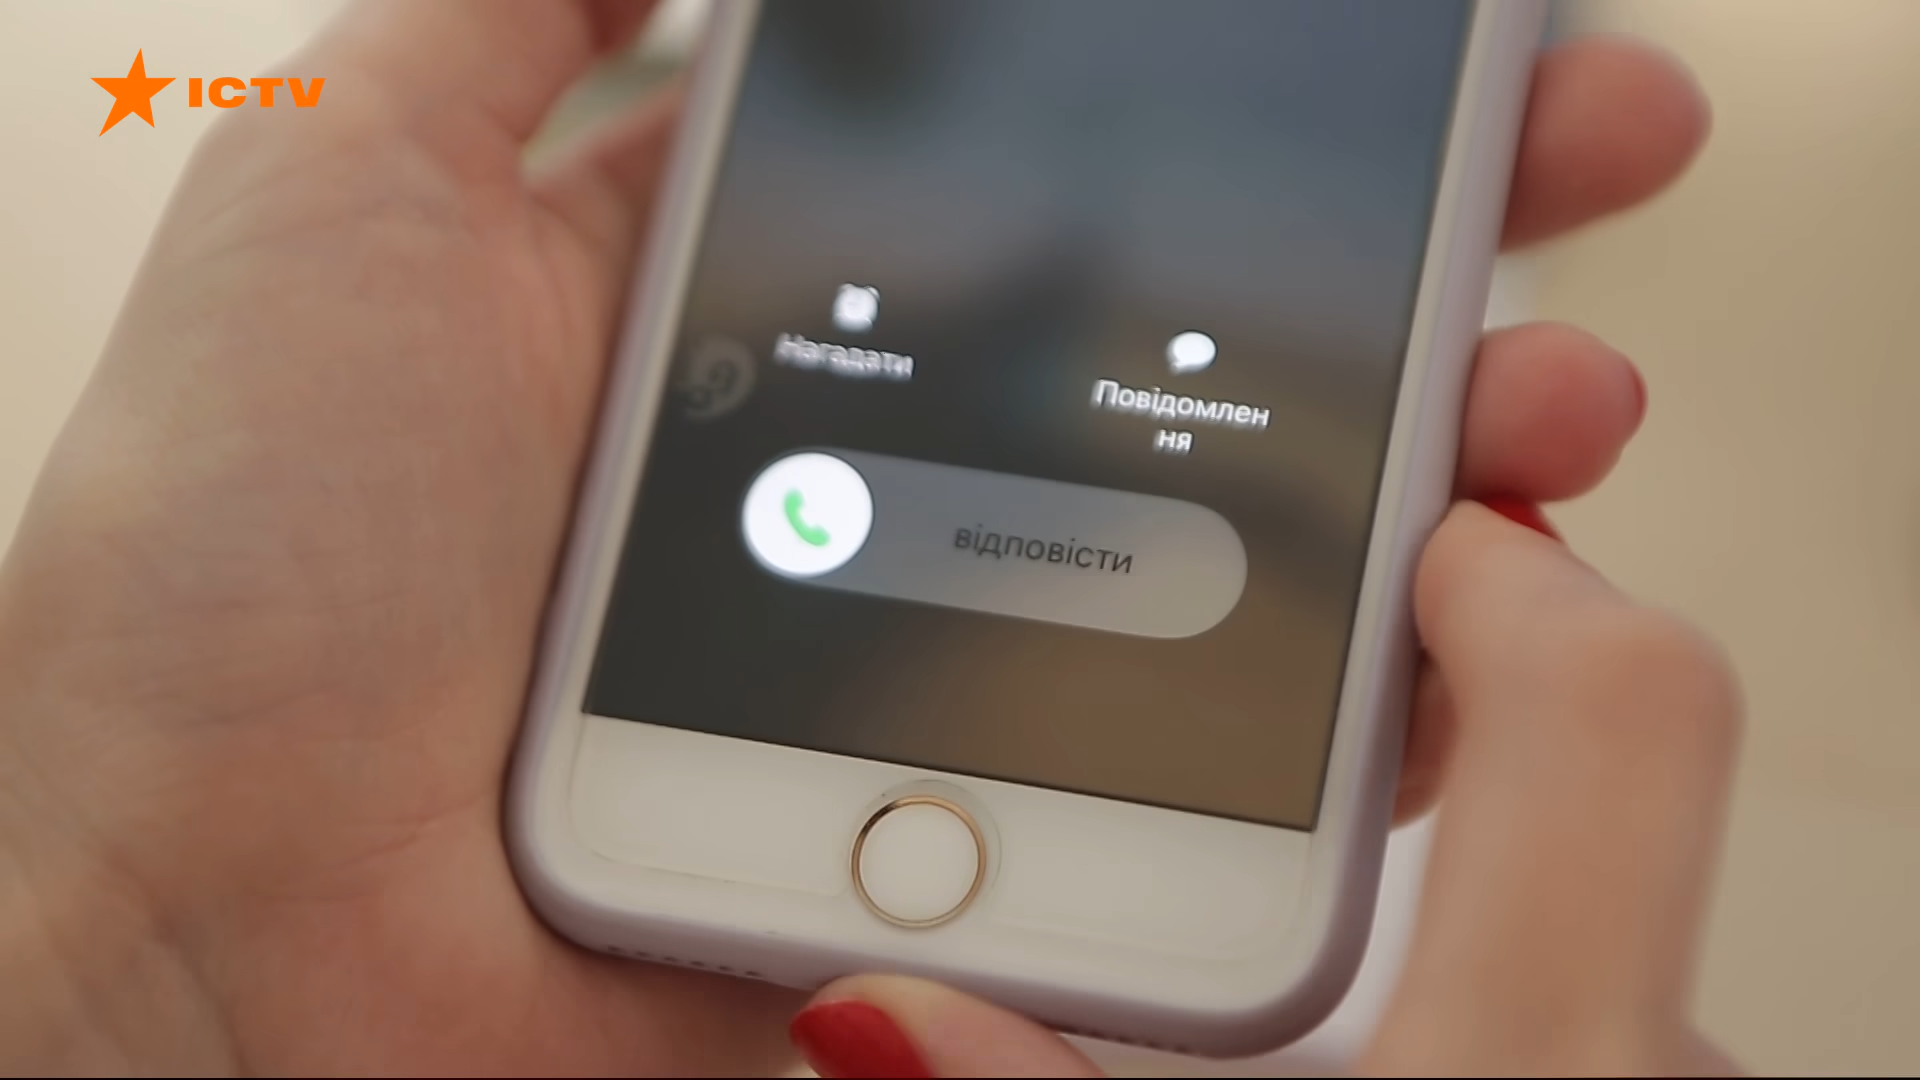 ICTV
Нагадати
Повідомлен
ня
відповісти